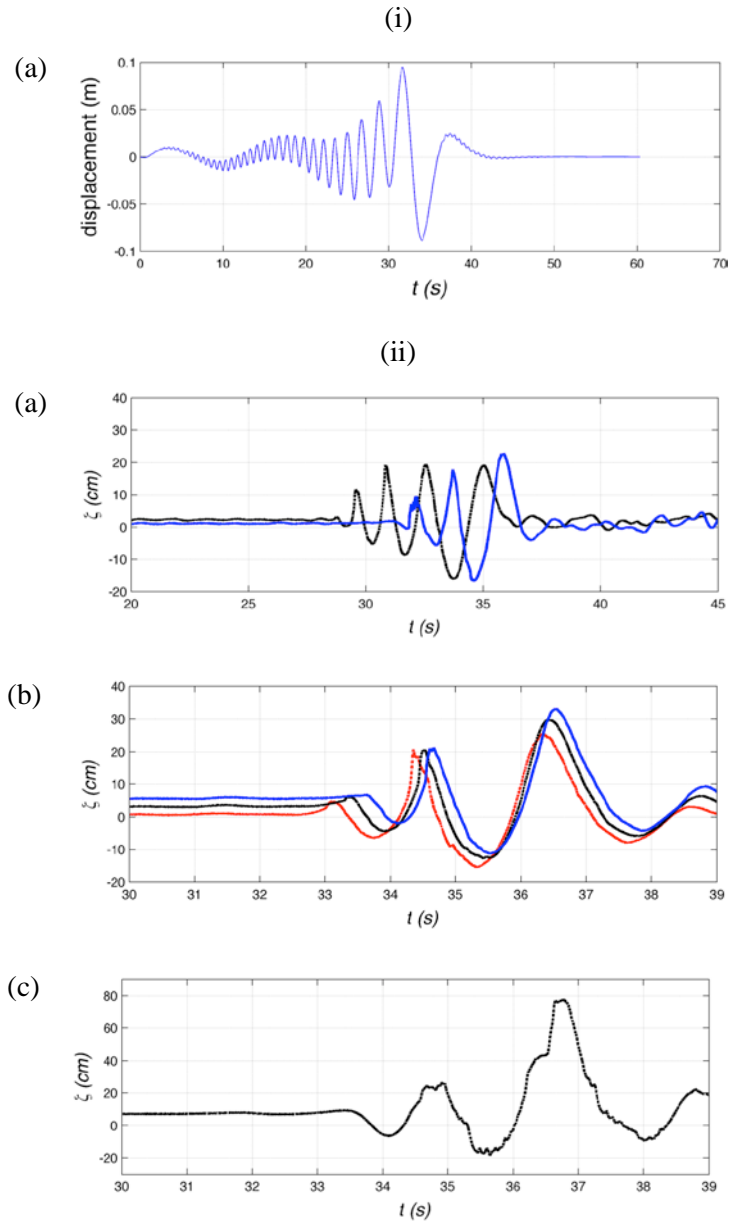 (i)
(a)
displacement (m)
0.1
0.05
0
-0.05
-0.1
0 10 20 30 40 50 60 70
t (s)
(ii)
(a)
ζ (cm)
40
30
20
10
0
-10
-20
20 25 30 35 40 45
t (s)
(b)
ζ (cm)
40
30
20
10
0
-10
-20
30 31 32 33 34 35 36 37 38 39
t (s)
(c)
ζ (cm)
80
60
40
20
0
-20
30 31 32 33 34 35 36 37 38 39
t (s)